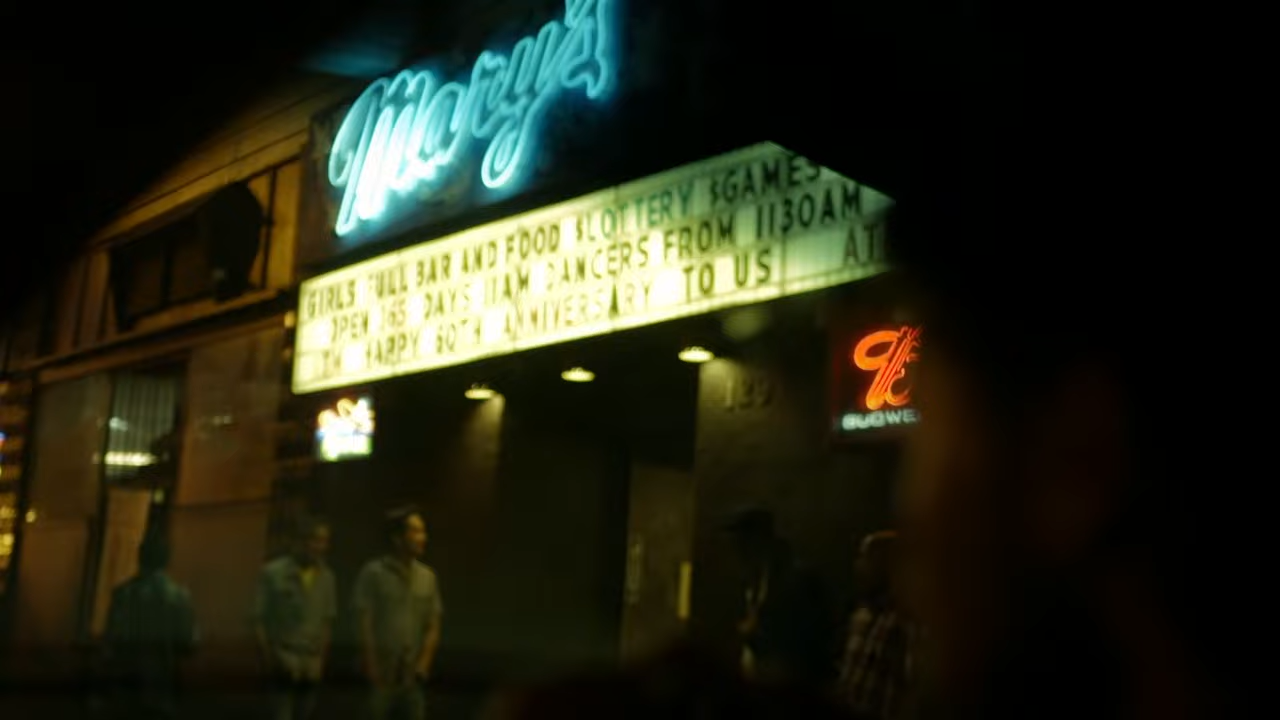 Mary's
GIRLS FULL BAR AND FOOD $LOTTERY $GAMES
OPEN 365 DAYS 11AM DANCERS FROM 1130AM
HAPPY 60TH ANNIVERSARY TO US
129
BUDWE